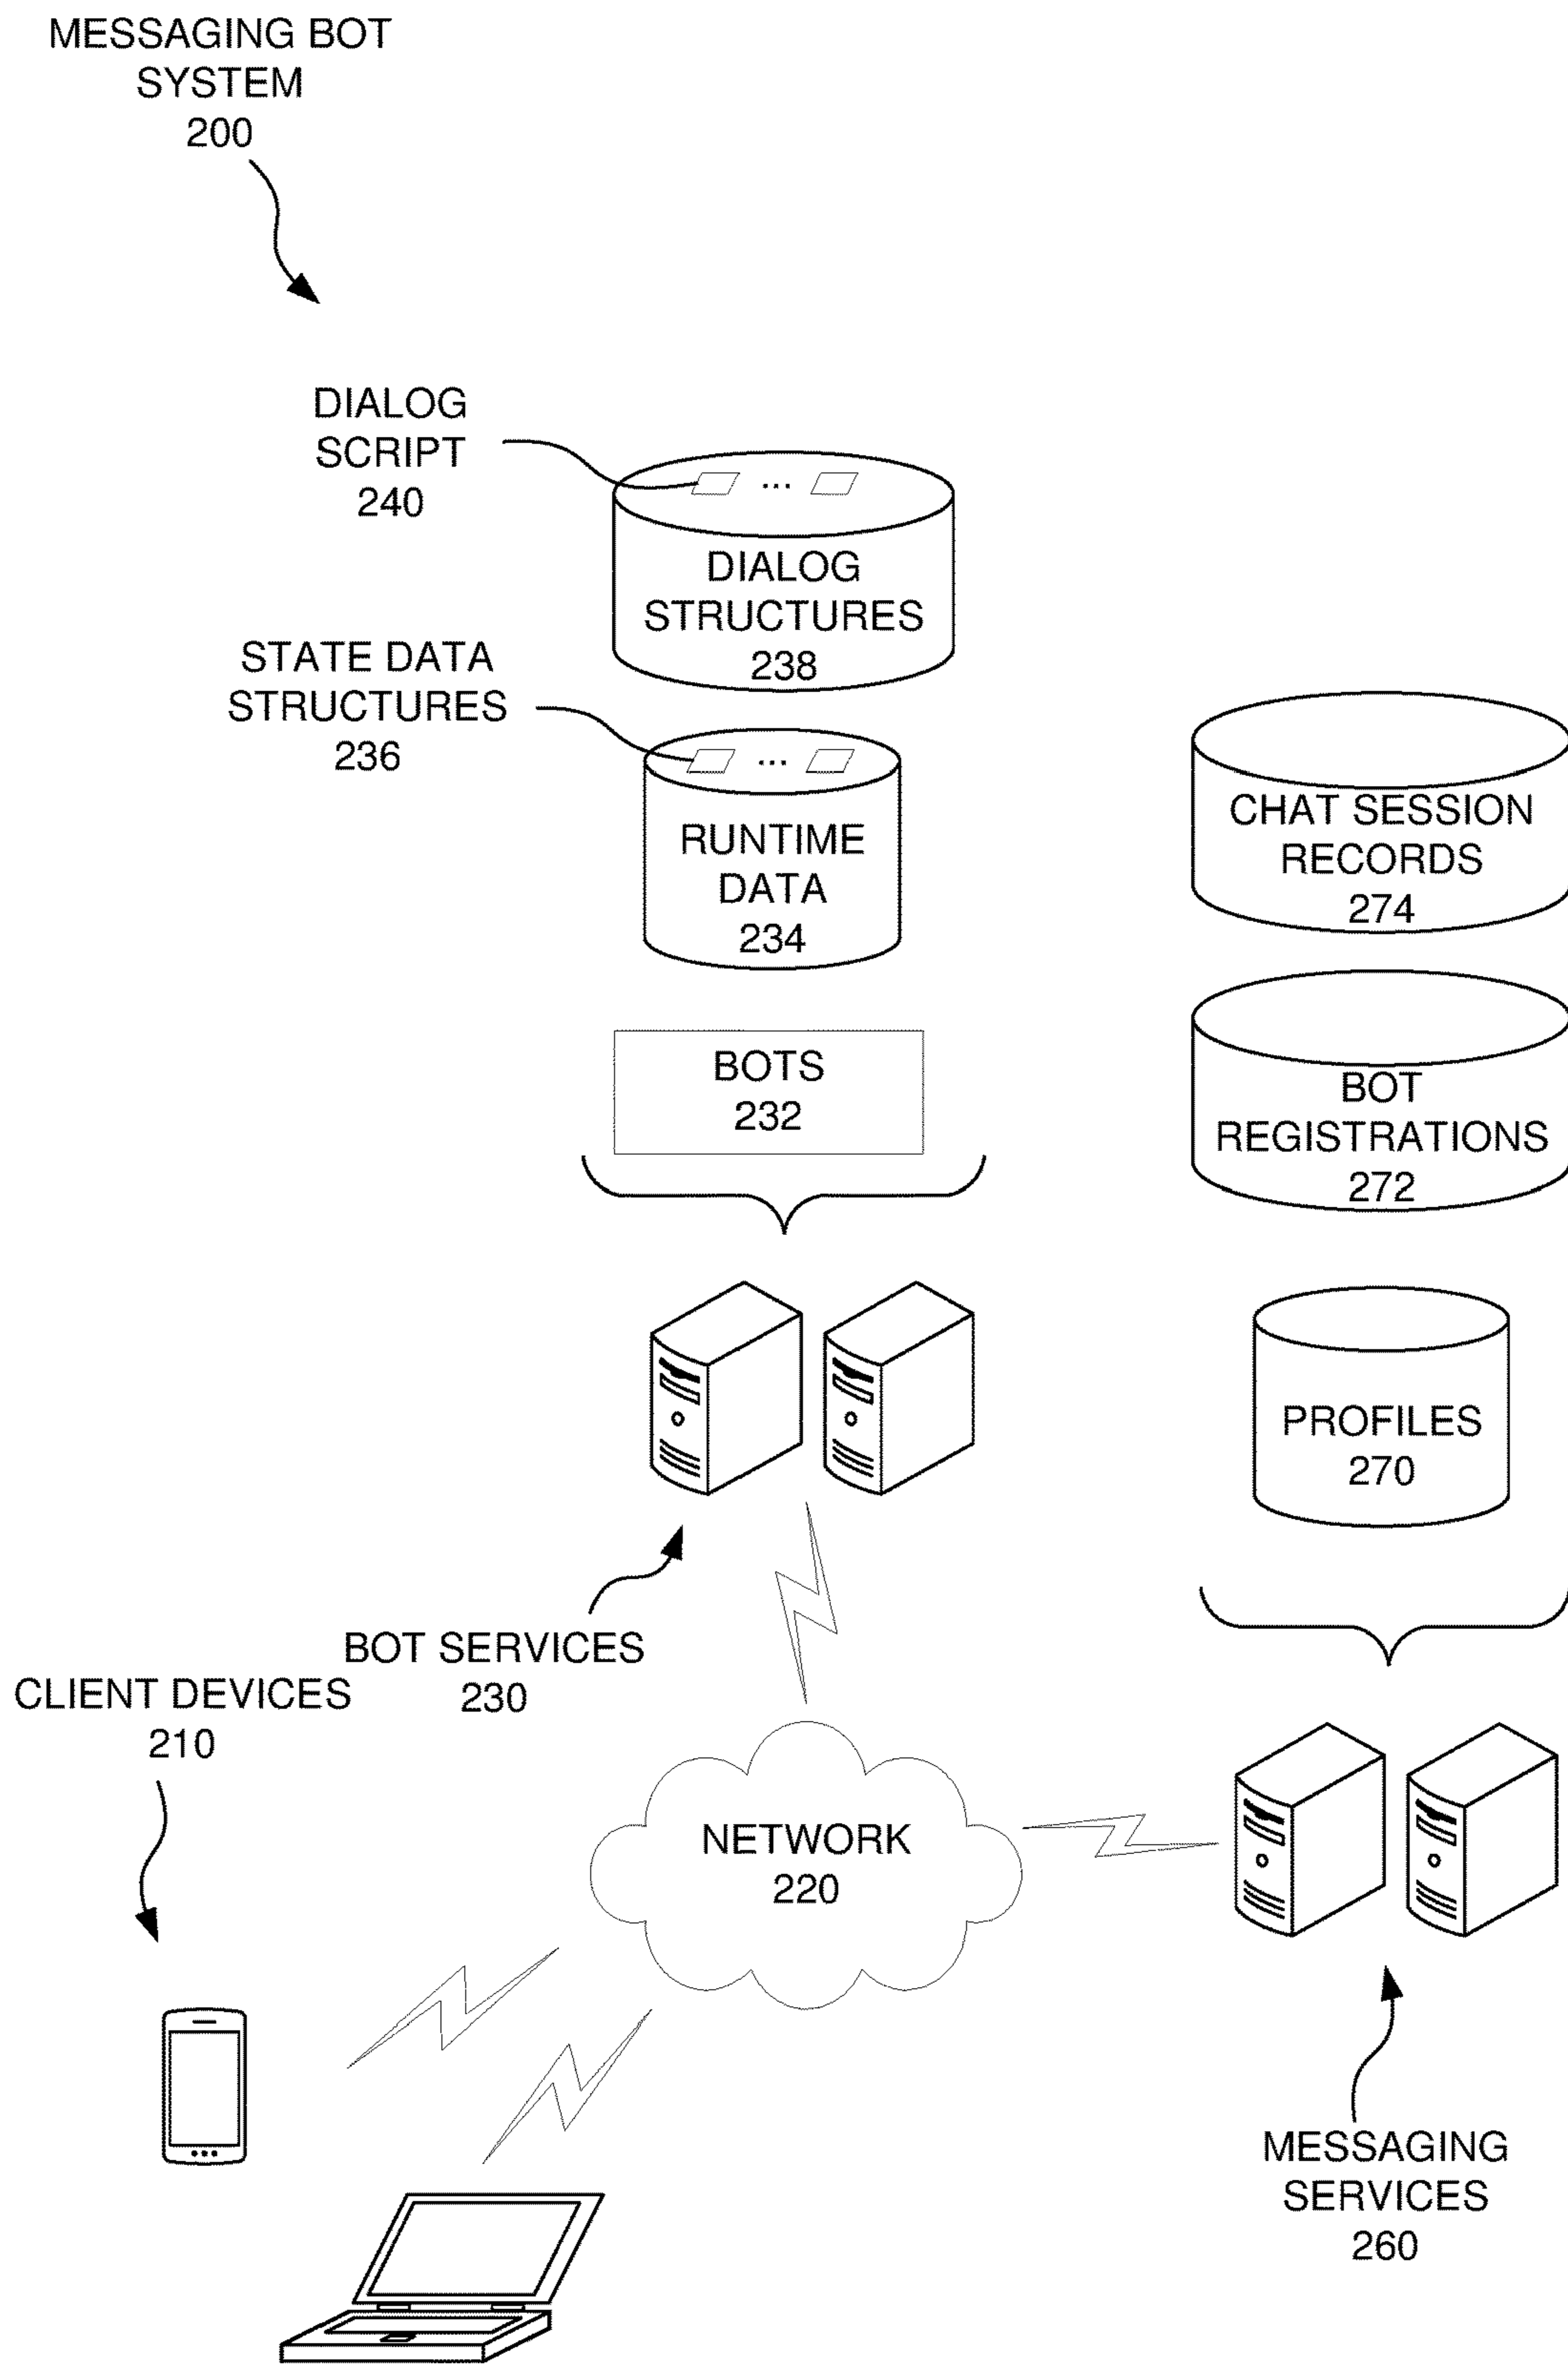 MESSAGING BOT
SYSTEM
200
DIALOG
SCRIPT
240
...
DIALOG
STRUCTURES
238
STATE DATA
STRUCTURES
236
...
RUNTIME
DATA
234
BOTS
232
CHAT SESSION
RECORDS
274
BOT
REGISTRATIONS
272
PROFILES
270
BOT SERVICES
230
CLIENT DEVICES
210
NETWORK
220
MESSAGING
SERVICES
260